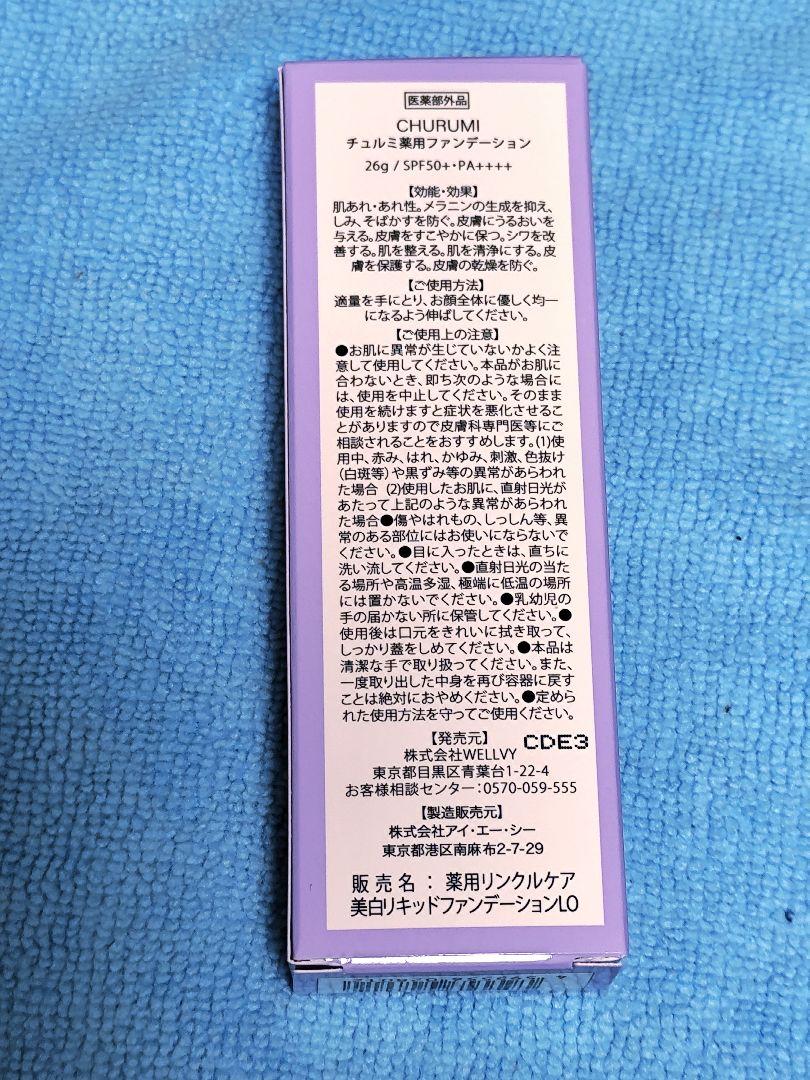 医薬部外品
CHURUMI
チュルミ薬用ファンデーション
26g / SPF50+・PA++++
【効能・効果】
肌あれ・あれ性。メラニンの生成を抑え、
しみ、そばかすを防ぐ。皮膚にうるおいを
与える。皮膚をすこやかに保つ。シワを改
善する。肌を整える。肌を清浄にする。皮
膚を保護する。皮膚の乾燥を防ぐ。
【ご使用方法】
適量を手にとり、お顔全体に優しく均一
になるよう伸ばしてください。
【ご使用上の注意】
●お肌に異常が生じていないかよく注
意して使用してください。本品がお肌に
合わないとき、即ち次のような場合に
は、使用を中止してください。そのまま
使用を続けますと症状を悪化させるこ
とがありますので皮膚科専門医等にご
相談されることをおすすめします。(1)使
用中、赤み、はれ、かゆみ、刺激、色抜け
(白斑等)や黒ずみ等の異常があらわれ
た場合 (2)使用したお肌に、直射日光が
あたって上記のような異常があらわれ
た場合●傷やはれもの、しっしん等、異
常のある部位にはお使いにならないで
ください。●目に入ったときは、直ちに
洗い流してください。●直射日光の当た
る場所や高温多湿、極端に低温の場所
には置かないでください。●乳幼児の
手の届かない所に保管してください。●
使用後は口元をきれいに拭き取って、
しっかり蓋をしめてください。●本品は
清潔な手で取り扱ってください。また、
一度取り出した中身を再び容器に戻す
ことは絶対におやめください。●定めら
れた使用方法を守ってご使用ください。
【発売元】 CDE3
株式会社WELLVY
東京都目黒区青葉台1-22-4
お客様相談センター:0570-059-555
【製造販売元】
株式会社アイ・エー・シー
東京都港区南麻布2-7-29
販売名：薬用リンクルケア
美白リキッドファンデーションLO